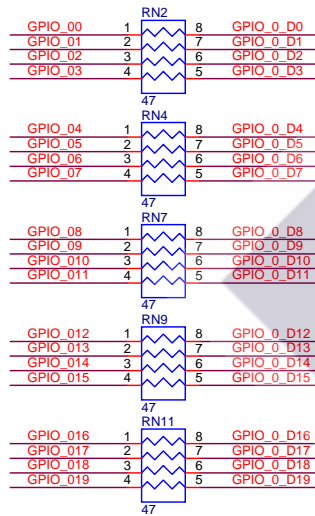 RN2
GPIO_00 1 8 GPIO_0_D0
GPIO_01 2 7 GPIO_0_D1
GPIO_02 3 6 GPIO_0_D2
GPIO_03 4 5 GPIO_0_D3
47
RN4
GPIO_04 1 8 GPIO_0_D4
GPIO_05 2 7 GPIO_0_D5
GPIO_06 3 6 GPIO_0_D6
GPIO_07 4 5 GPIO_0_D7
47
RN7
GPIO_08 1 8 GPIO_0_D8
GPIO_09 2 7 GPIO_0_D9
GPIO_010 3 6 GPIO_0_D10
GPIO_011 4 5 GPIO_0_D11
47
RN9
GPIO_012 1 8 GPIO_0_D12
GPIO_013 2 7 GPIO_0_D13
GPIO_014 3 6 GPIO_0_D14
GPIO_015 4 5 GPIO_0_D15
47
RN11
GPIO_016 1 8 GPIO_0_D16
GPIO_017 2 7 GPIO_0_D17
GPIO_018 3 6 GPIO_0_D18
GPIO_019 4 5 GPIO_0_D19
47